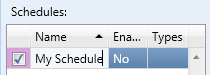 Schedules:
Name Ena... Types
My Schedule No